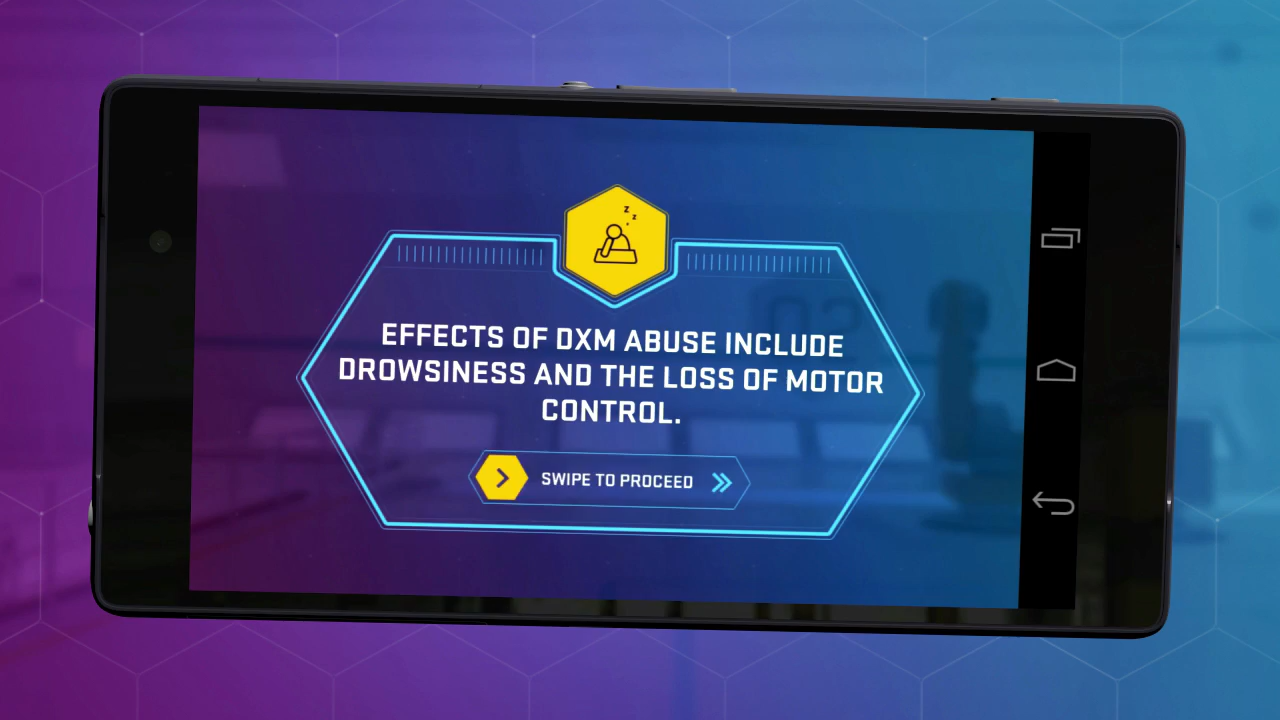 EFFECTS OF DXM ABUSE INCLUDE
DROWSINESS AND THE LOSS OF MOTOR
CONTROL.
SWIPE TO PROCEED